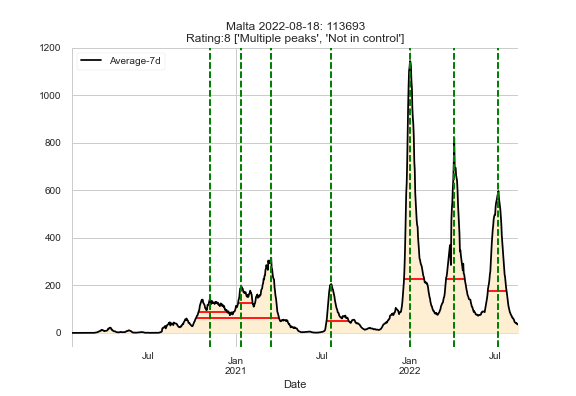 Malta 2022-08-18: 113693
Rating:8 ['Multiple peaks', 'Not in control']
1200
Average-7d
1000
800
600
400
200
0
Jul
Jan
2021
Jul
Jan
2022
Jul
Date